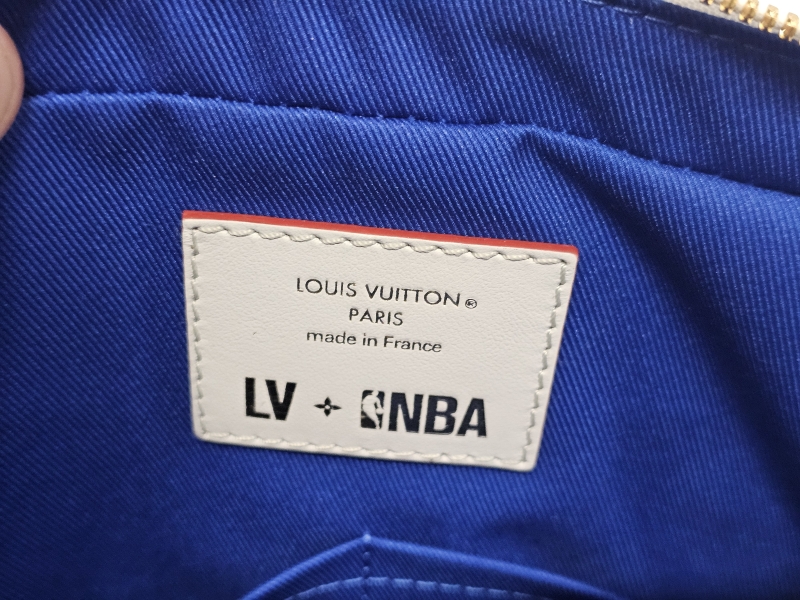 LOUIS VUITTON®
PARIS
made in France
LV + NBA